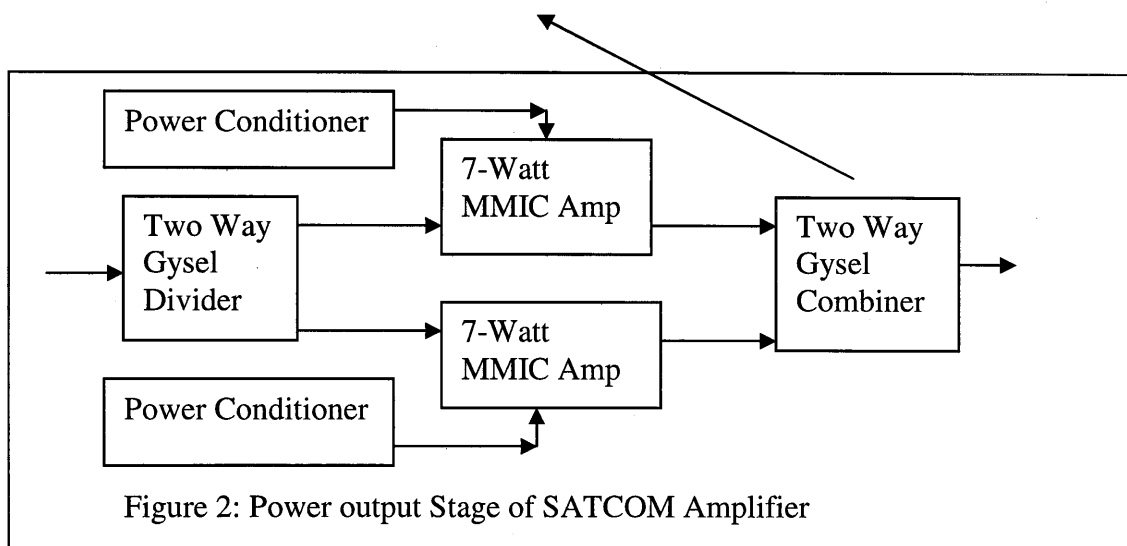 Power Conditioner
7-Watt
MMIC Amp
Two Way
Gysel
Divider
Two Way
Gysel
Combiner
7-Watt
MMIC Amp
Power Conditioner
Figure 2: Power output Stage of SATCOM Amplifier